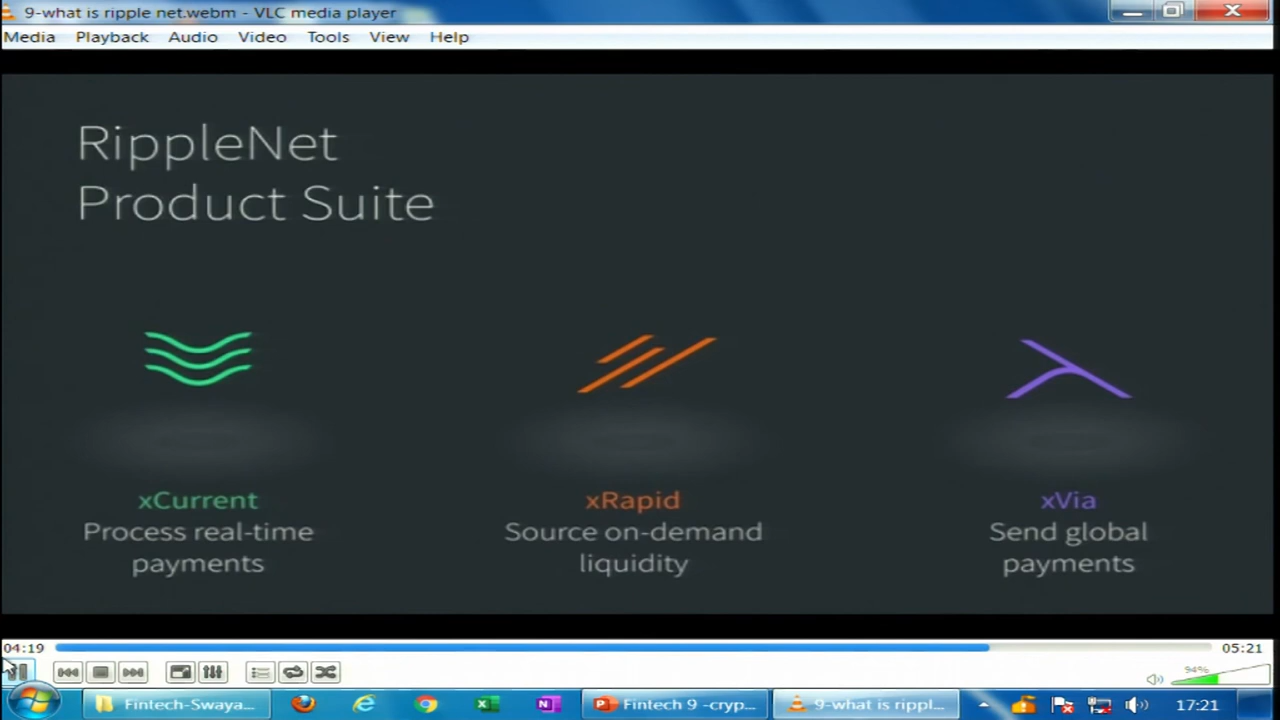 9-what is ripple net.webm - VLC media player
Media Playback Audio Video Tools View Help
RippleNet
Product Suite
xCurrent
Process real-time
payments
xRapid
Source on-demand
liquidity
xVia
Send global
payments
04:19
05:21
94%
Fintech-Swaya...
Fintech 9 -cryp...
9-what is rippl...
17:21